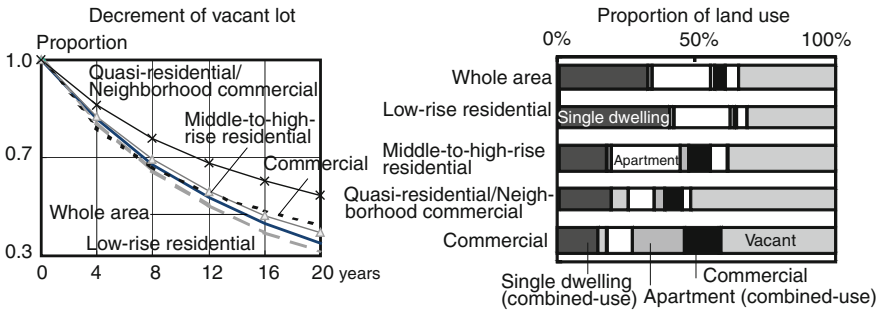 Decrement of vacant lot
Proportion
1.0
0.7
0.3
Quasi-residential/
Neighborhood commercial
Middle-to-high-
rise residential
Commercial
Whole area
Low-rise residential
0 4 8 12 16 20 years
Proportion of land use
0% 50% 100%
Whole area
Low-rise residential
Single dwelling
Middle-to-high-rise
residential
Apartment
Quasi-residential/Neigh-
borhood commercial
Commercial
Vacant
Single dwelling
(combined-use)
Apartment (combined-use)
Commercial